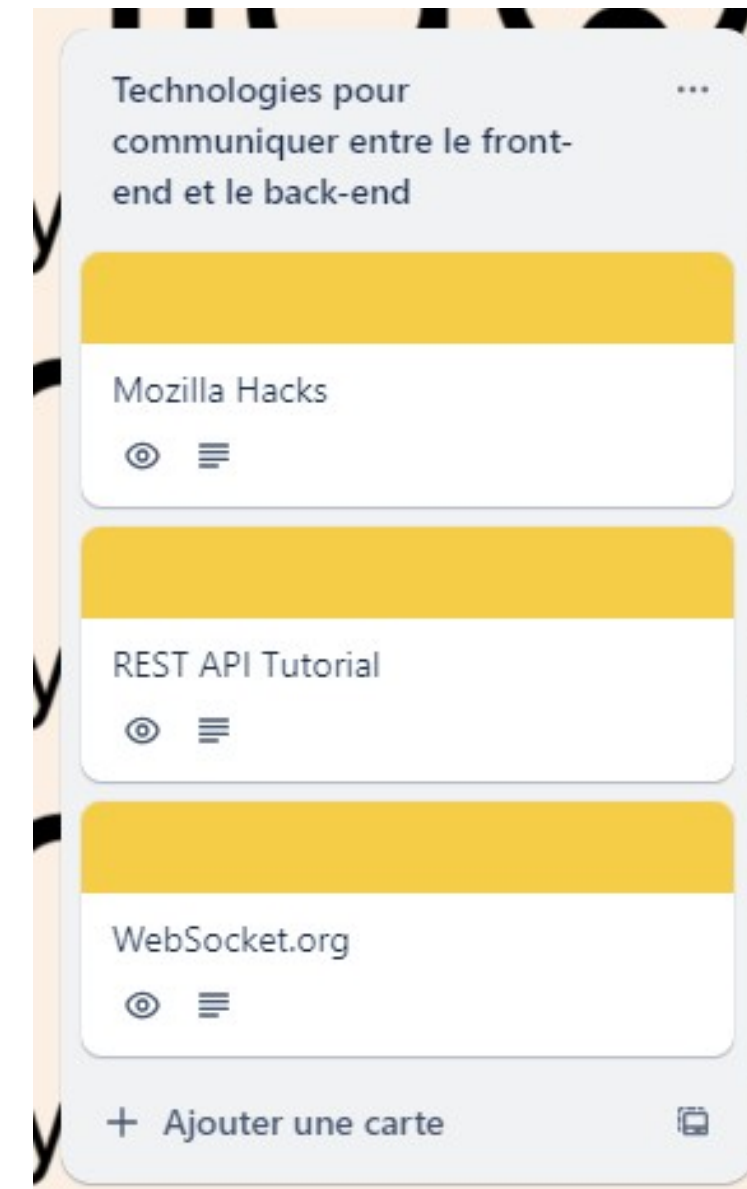 Technologies pour
communiquer entre le front-
end et le back-end
Mozilla Hacks
REST API Tutorial
WebSocket.org
Ajouter une carte